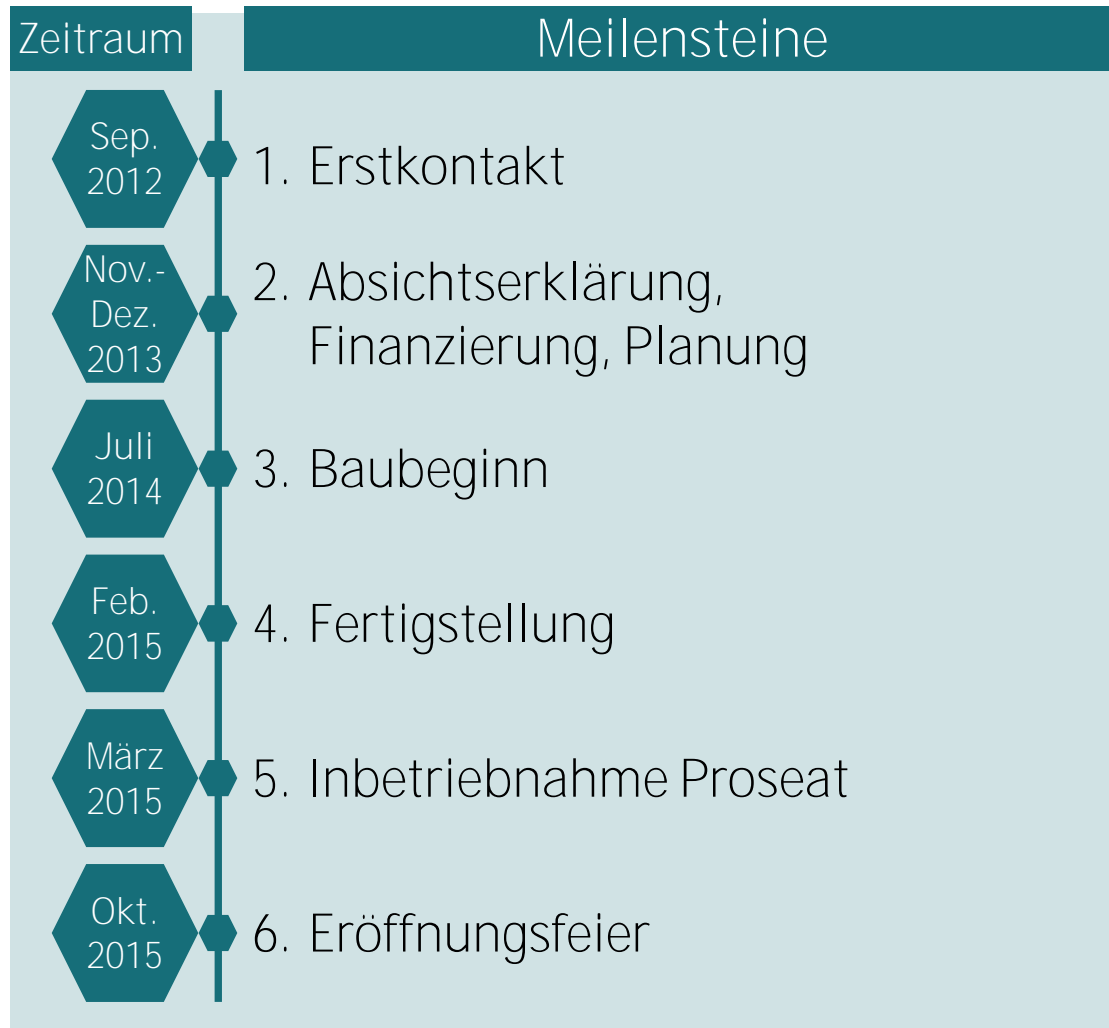 Zeitraum
Meilensteine
Sep.
2012
1. Erstkontakt
Nov.-
Dez.
2013
2. Absichtserklärung,
Finanzierung, Planung
Juli
2014
3. Baubeginn
Feb.
2015
4. Fertigstellung
März
2015
5. Inbetriebnahme Proseat
Okt.
2015
6. Eröffnungsfeier